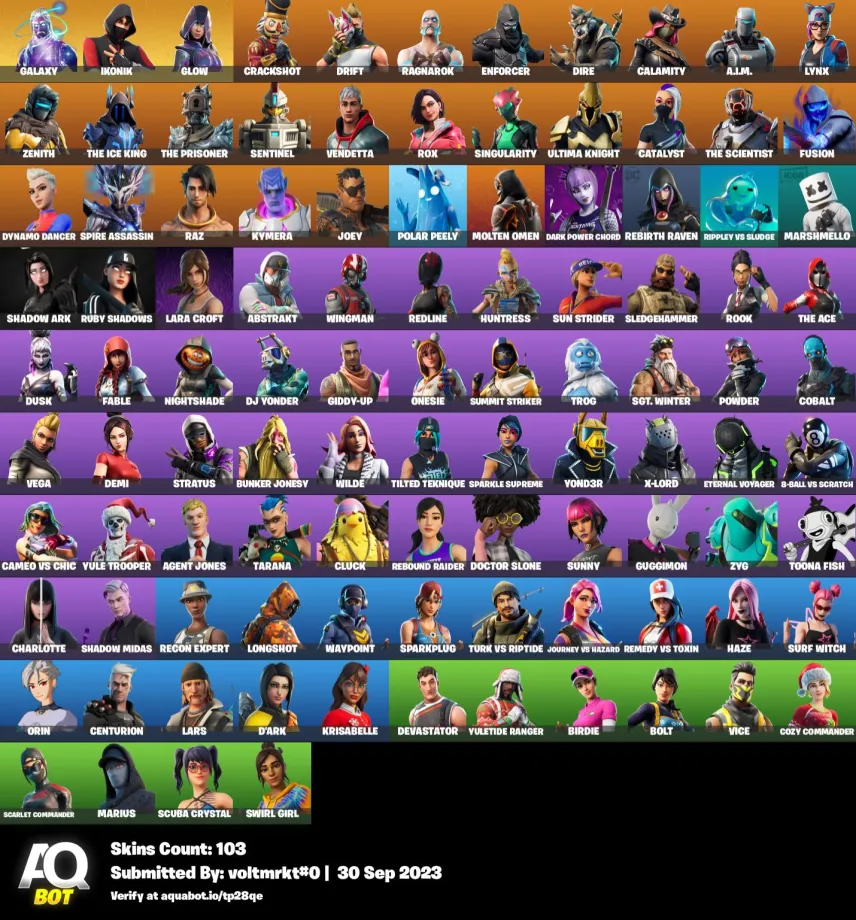 GALAXY IKONIK GLOW CRACKSHOT DRIFT RAGNAROK ENFORCER DIRE CALAMITY A.I.M. LYNX
ZENITH THE ICE KING THE PRISONER SENTINEL VENDETTA ROX SINGULARITY ULTIMA KNIGHT CATALYST THE SCIENTIST FUSION
DYNAMO DANCER SPIRE ASSASSIN RAZ KYMERA JOEY POLAR PEELY MOLTEN OMEN DARK POWER CHORD REBIRTH RAVEN RIPPLEY VS SLUDGE MARSHMELLO
SHADOW ARK RUBY SHADOWS LARA CROFT ABSTRAKT WINGMAN REDLINE HUNTRESS SUN STRIDER SLEDGEHAMMER ROOK THE ACE
DUSK FABLE NIGHTSHADE DJ YONDER GIDDY-UP ONESIE SUMMIT STRIKER TROG SGT. WINTER POWDER COBALT
VEGA DEMI STRATUS BUNKER JONESY WILDE TILTED TEKNIQUE SPARKLE SUPREME YOND3R X-LORD ETERNAL VOYAGER 8-BALL VS SCRATCH
CAMEO VS CHIC YULE TROOPER AGENT JONES TARANA CLUCK REBOUND RAIDER DOCTOR SLONE SUNNY GUGGIMON ZYG TOONA FISH
CHARLOTTE SHADOW MIDAS RECON EXPERT LONGSHOT WAYPOINT SPARKPLUG TURK VS RIPTIDE JOURNEY VS HAZARD REMEDY VS TOXIN HAZE SURF WITCH
ORIN CENTURION LARS D'ARK KRISABELLE DEVASTATOR YULETIDE RANGER BIRDIE BOLT VICE COZY COMMANDER
SCARLET COMMANDER MARIUS SCUBA CRYSTAL SWIRL GIRL
AQ
BOT
Skins Count: 103
Submitted By: voltmrkt#0 | 30 Sep 2023
Verify at aquabot.io/tp28qe